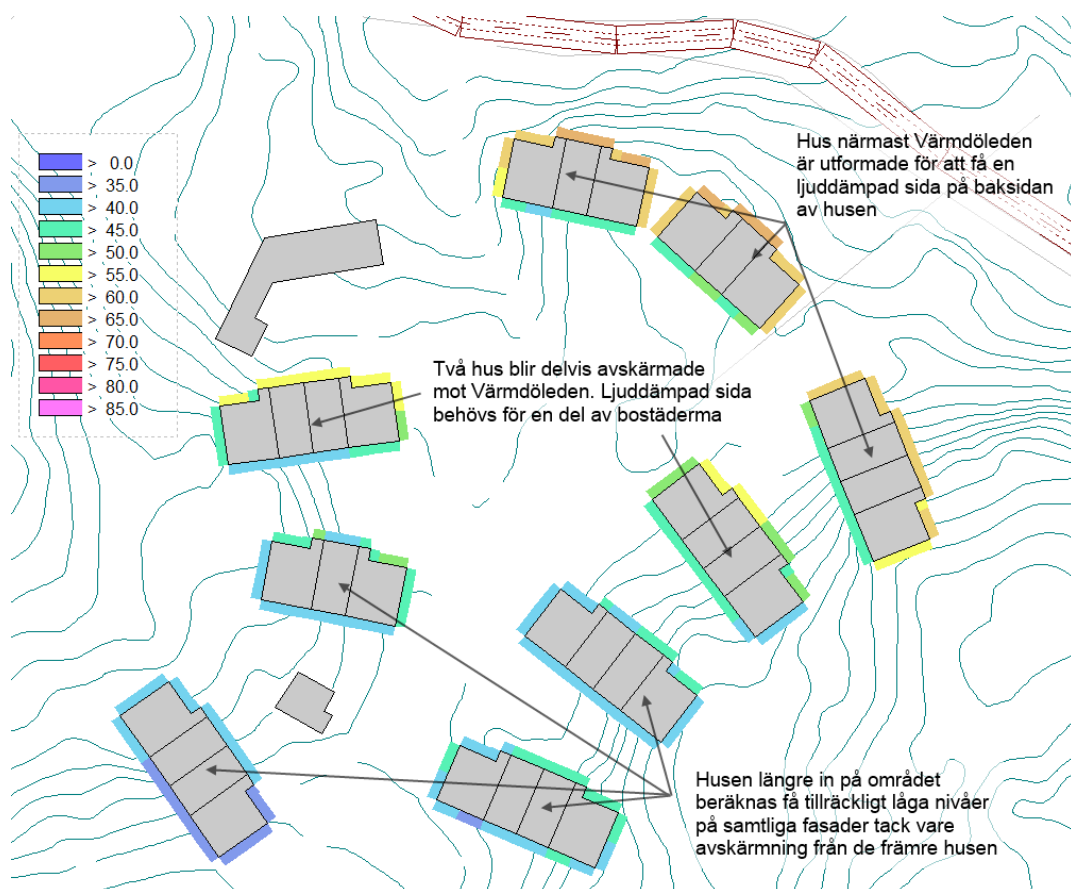 Hus närmast Värmdöleden
är utformade för att få en
ljuddämpad sida på baksidan
av husen
> 0.0
> 35.0
> 40.0
> 45.0
> 50.0
> 55.0
> 60.0
> 65.0
> 70.0
> 75.0
> 80.0
> 85.0
Två hus blir delvis avskärmade
mot Värmdöleden. Ljuddämpad sida
behövs för en del av bostäderma
Husen längre in på området
beräknas få tillräckligt låga nivåer
på samtliga fasader tack vare
avskärmning från de främre husen